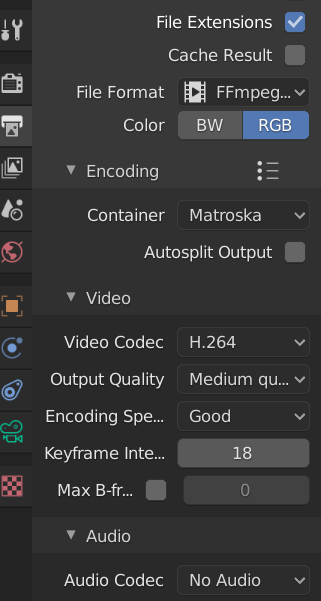 File Extensions
Cache Result
File Format FFmpeg...
Color BW RGB
Encoding
Container Matroska
Autosplit Output
Video
Video Codec H.264
Output Quality Medium qu...
Encoding Spe... Good
Keyframe Inte... 18
Max B-fr... 0
Audio
Audio Codec No Audio